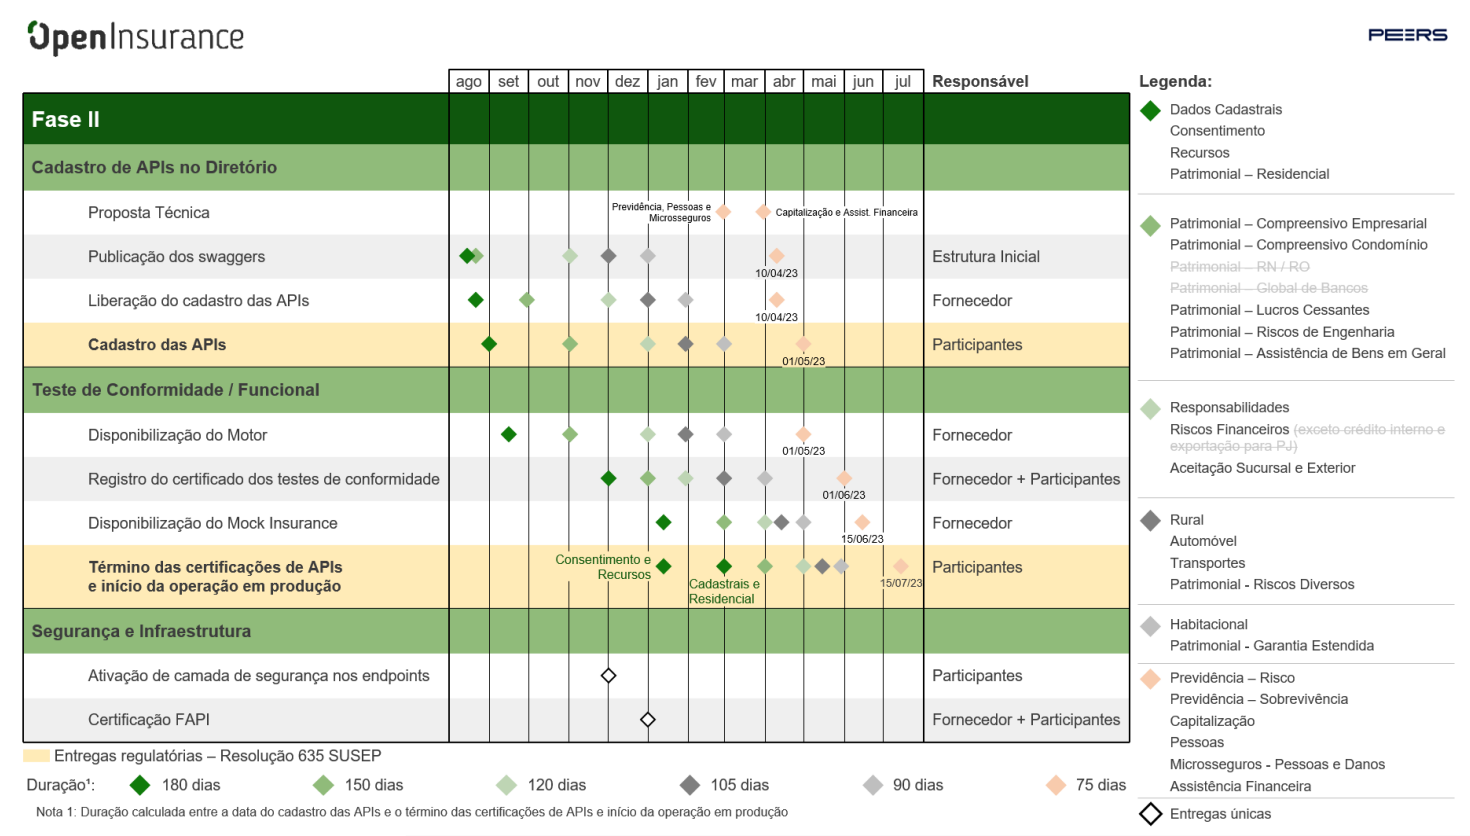 OpenInsurance
PEERS
ago set out nov dez jan fev mar abr mai jun jul Responsável
Fase II
Cadastro de APIs no Diretório
Proposta Técnica
Previdência, Pessoas e
Microsseguros
Capitalização e Assist. Financeira
Publicação dos swaggers
10/04/23
Estrutura Inicial
Liberação do cadastro das APIs
10/04/23
Fornecedor
Cadastro das APIs
01/05/23
Participantes
Teste de Conformidade / Funcional
Disponibilização do Motor
01/05/23
Fornecedor
Registro do certificado dos testes de conformidade
01/06/23
Fornecedor + Participantes
Disponibilização do Mock Insurance
15/06/23
Fornecedor
Término das certificações de APIs
e início da operação em produção
Consentimento e
Recursos
Cadastrais e
Residencial
15/07/23
Participantes
Segurança e Infraestrutura
Ativação de camada de segurança nos endpoints
Participantes
Certificação FAPI
Fornecedor + Participantes
Entregas regulatórias – Resolução 635 SUSEP
Duração¹: 180 dias 150 dias 120 dias 105 dias 90 dias 75 dias
Nota 1: Duração calculada entre a data do cadastro das APIs e o término das certificações de APIs e início da operação em produção
Legenda:
Dados Cadastrais
Consentimento
Recursos
Patrimonial – Residencial
Patrimonial – Compreensivo Empresarial
Patrimonial – Compreensivo Condomínio
Patrimonial – RN / RO
Patrimonial – Global de Bancos
Patrimonial – Lucros Cessantes
Patrimonial – Riscos de Engenharia
Patrimonial – Assistência de Bens em Geral
Responsabilidades
Riscos Financeiros (exceto crédito interno e
exportação para PJ)
Aceitação Sucursal e Exterior
Rural
Automóvel
Transportes
Patrimonial - Riscos Diversos
Habitacional
Patrimonial - Garantia Estendida
Previdência – Risco
Previdência – Sobrevivência
Capitalização
Pessoas
Microsseguros - Pessoas e Danos
Assistência Financeira
Entregas únicas